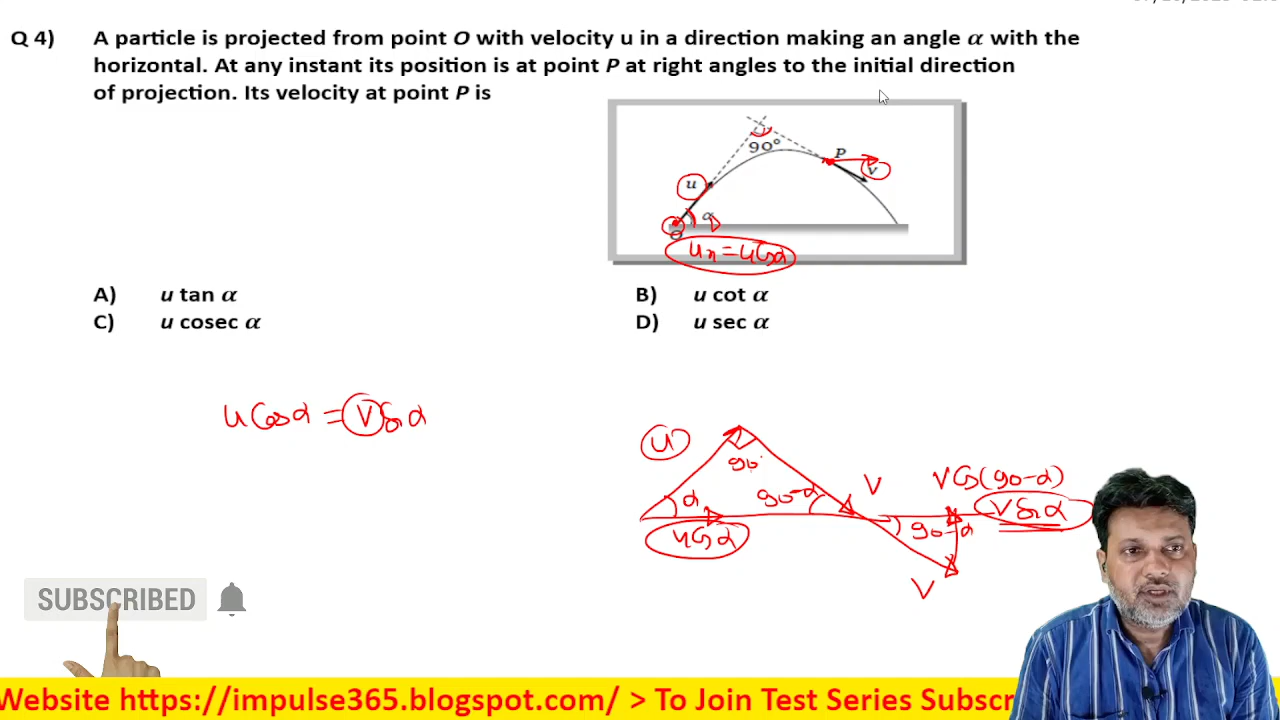 Q 4) A particle is projected from point O with velocity u in a direction making an angle α with the
horizontal. At any instant its position is at point P at right angles to the initial direction
of projection. Its velocity at point P is
90°
P
u
v
α
O
uₓ = u Cos α
A) u tan α
B) u cot α
C) u cosec α
D) u sec α
u Cos α = V Sin α
u
90
α
90-α
V
V Cos (90-α)
V Sin α
90-α
u Cos α
V
SUBSCRIBED
Website https://impulse365.blogspot.com/ > To Join Test Series Subscr